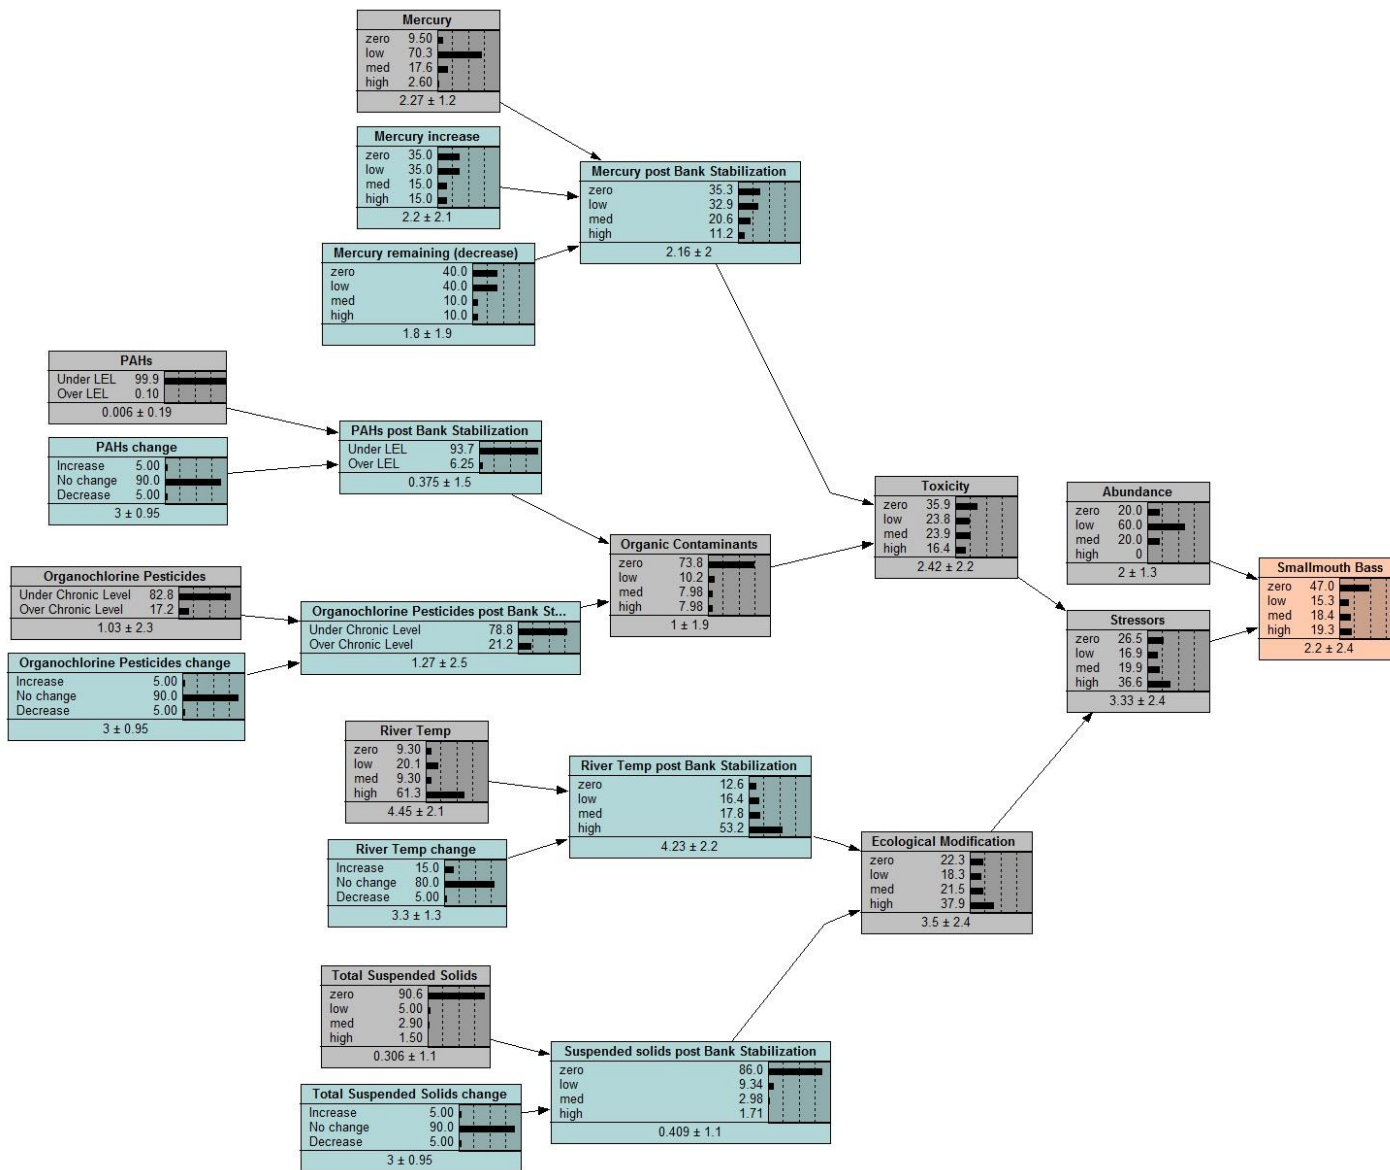 Mercury
zero 9.50
low 70.3
med 17.6
high 2.60
2.27 ± 1.2
Mercury increase
zero 35.0
low 35.0
med 15.0
high 15.0
2.2 ± 2.1
Mercury post Bank Stabilization
zero 35.3
low 32.9
med 20.6
high 11.2
2.16 ± 2
Mercury remaining (decrease)
zero 40.0
low 40.0
med 10.0
high 10.0
1.8 ± 1.9
PAHs
Under LEL 99.9
Over LEL 0.10
0.006 ± 0.19
PAHs change
Increase 5.00
No change 90.0
Decrease 5.00
3 ± 0.95
PAHs post Bank Stabilization
Under LEL 93.7
Over LEL 6.25
0.375 ± 1.5
Toxicity
zero 35.9
low 23.8
med 23.9
high 16.4
2.42 ± 2.2
Abundance
zero 20.0
low 60.0
med 20.0
high 0
2 ± 1.3
Organic Contaminants
zero 73.8
low 10.2
med 7.98
high 7.98
1 ± 1.9
Smallmouth Bass
zero 47.0
low 15.3
med 18.4
high 19.3
2.2 ± 2.4
Organochlorine Pesticides
Under Chronic Level 82.8
Over Chronic Level 17.2
1.03 ± 2.3
Organochlorine Pesticides post Bank St...
Under Chronic Level 78.8
Over Chronic Level 21.2
1.27 ± 2.5
Stressors
zero 26.5
low 16.9
med 19.9
high 36.6
3.33 ± 2.4
Organochlorine Pesticides change
Increase 5.00
No change 90.0
Decrease 5.00
3 ± 0.95
River Temp
zero 9.30
low 20.1
med 9.30
high 61.3
4.45 ± 2.1
River Temp post Bank Stabilization
zero 12.6
low 16.4
med 17.8
high 53.2
4.23 ± 2.2
River Temp change
Increase 15.0
No change 80.0
Decrease 5.00
3.3 ± 1.3
Ecological Modification
zero 22.3
low 18.3
med 21.5
high 37.9
3.5 ± 2.4
Total Suspended Solids
zero 90.6
low 5.00
med 2.90
high 1.50
0.306 ± 1.1
Suspended solids post Bank Stabilization
zero 86.0
low 9.34
med 2.98
high 1.71
0.409 ± 1.1
Total Suspended Solids change
Increase 5.00
No change 90.0
Decrease 5.00
3 ± 0.95